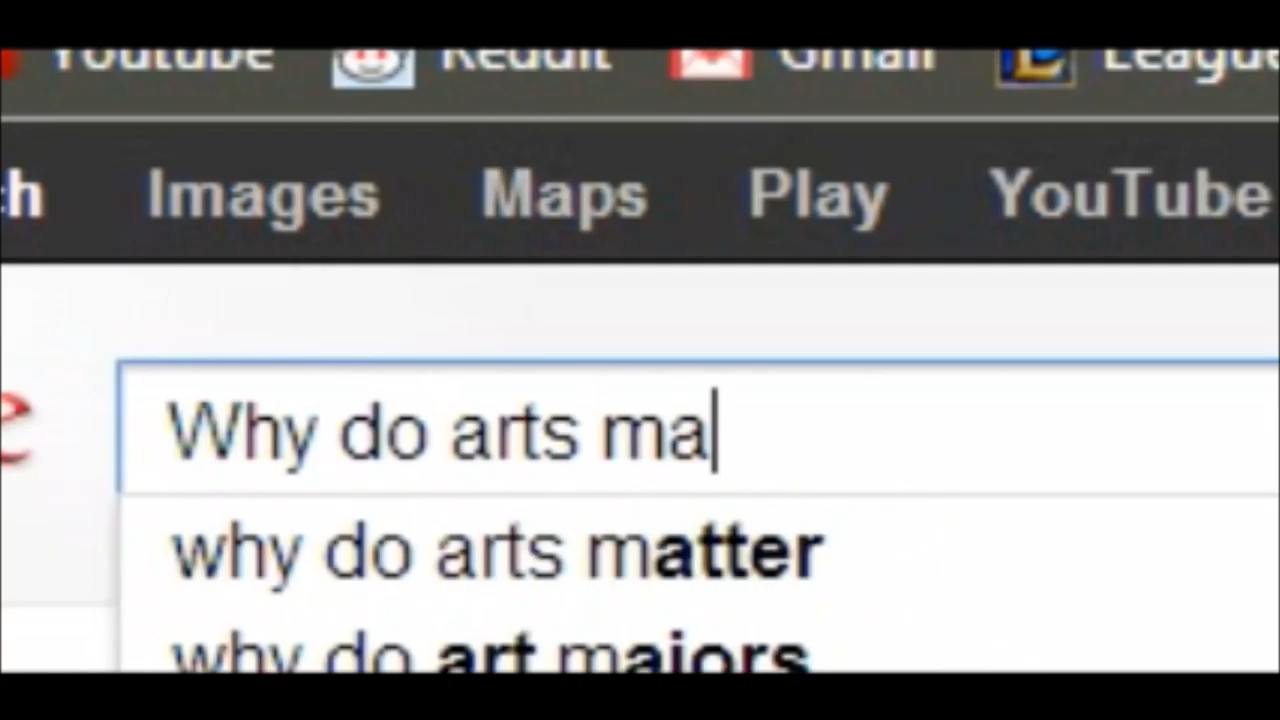 Youtube Reddit Gmail League
ch Images Maps Play YouTube
e Why do arts ma
why do arts matter
why do art majors